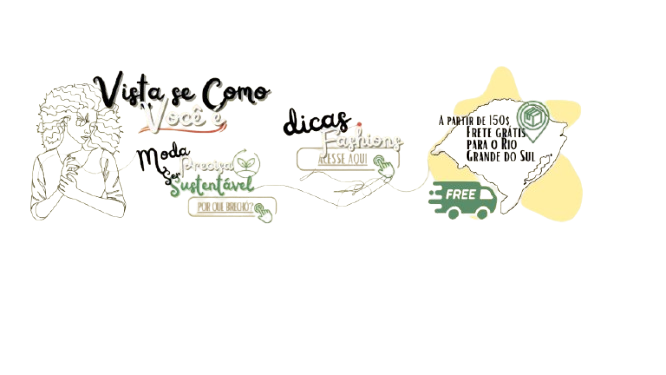 Vista se Como
Você é
Moda
Precisa
Ser
Sustentável
POR QUE BRECHÓ?
dicas
Fashions
ACESSE AQUI
A PARTIR DE 150$
FRETE GRÁTIS
PARA O RIO
GRANDE DO SUL
FREE